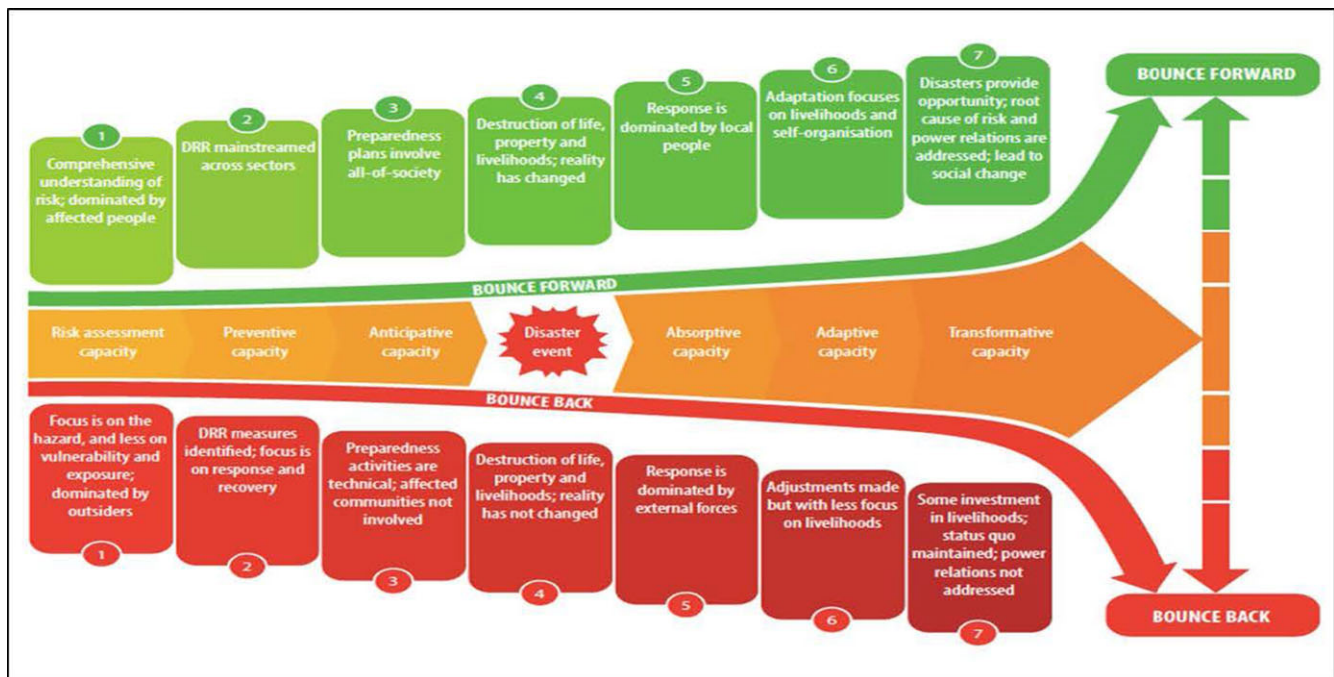 7
BOUNCE FORWARD
6
Disasters provide
opportunity; root
cause of risk and
power relations are
addressed; lead to
social change
5
Adaptation focuses
on livelihoods and
self-organisation
4
Response is
dominated by local
people
3
Destruction of life,
property and
livelihoods; reality
has changed
2
Preparedness
plans involve
all-of-society
1
DRR mainstreamed
across sectors
Comprehensive
understanding of
risk; dominated by
affected people
BOUNCE FORWARD
Risk assessment
capacity
Preventive
capacity
Anticipative
capacity
Disaster
event
Absorptive
capacity
Adaptive
capacity
Transformative
capacity
BOUNCE BACK
Focus is on the
hazard, and less on
vulnerability and
exposure;
dominated by
outsiders
1
DRR measures
identified; focus is
on response and
recovery
2
Preparedness
activities are
technical; affected
communities not
involved
3
Destruction of life,
property and
livelihoods; reality
has not changed
4
Response is
dominated by
external forces
5
Adjustments made
but with less focus
on livelihoods
6
Some investment
in livelihoods;
status quo
maintained; power
relations not
addressed
7
BOUNCE BACK